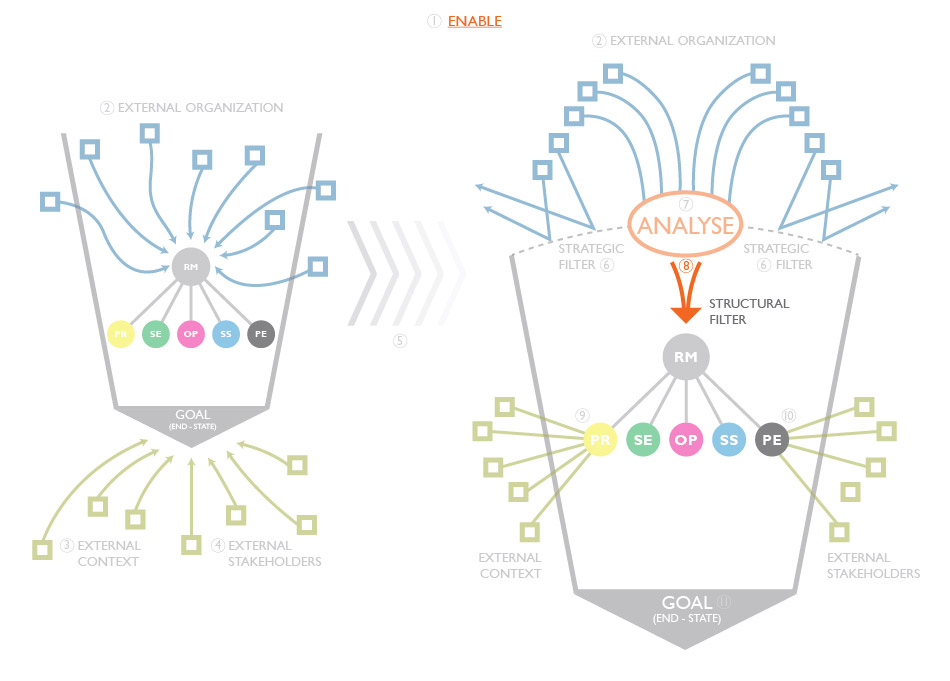 ① ENABLE
② EXTERNAL ORGANIZATION
RM
PR SE OP SS PE
GOAL
(END - STATE)
③ EXTERNAL
CONTEXT
④ EXTERNAL
STAKEHOLDERS
⑤
② EXTERNAL ORGANIZATION
⑦
ANALYSE
STRATEGIC
FILTER ⑥
STRATEGIC
⑥ FILTER
⑧
STRUCTURAL
FILTER
RM
⑨
⑩
PR SE OP SS PE
EXTERNAL
CONTEXT
EXTERNAL
STAKEHOLDERS
GOAL ⑪
(END - STATE)